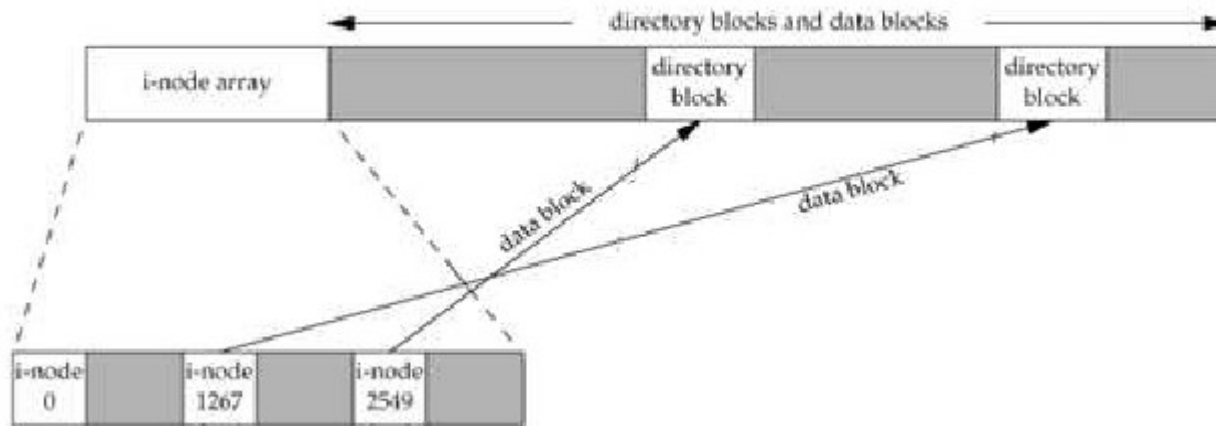 directory blocks and data blocks
i-node array
directory
block
directory
block
data block
data block
i-node
0
i-node
1267
i-node
2549